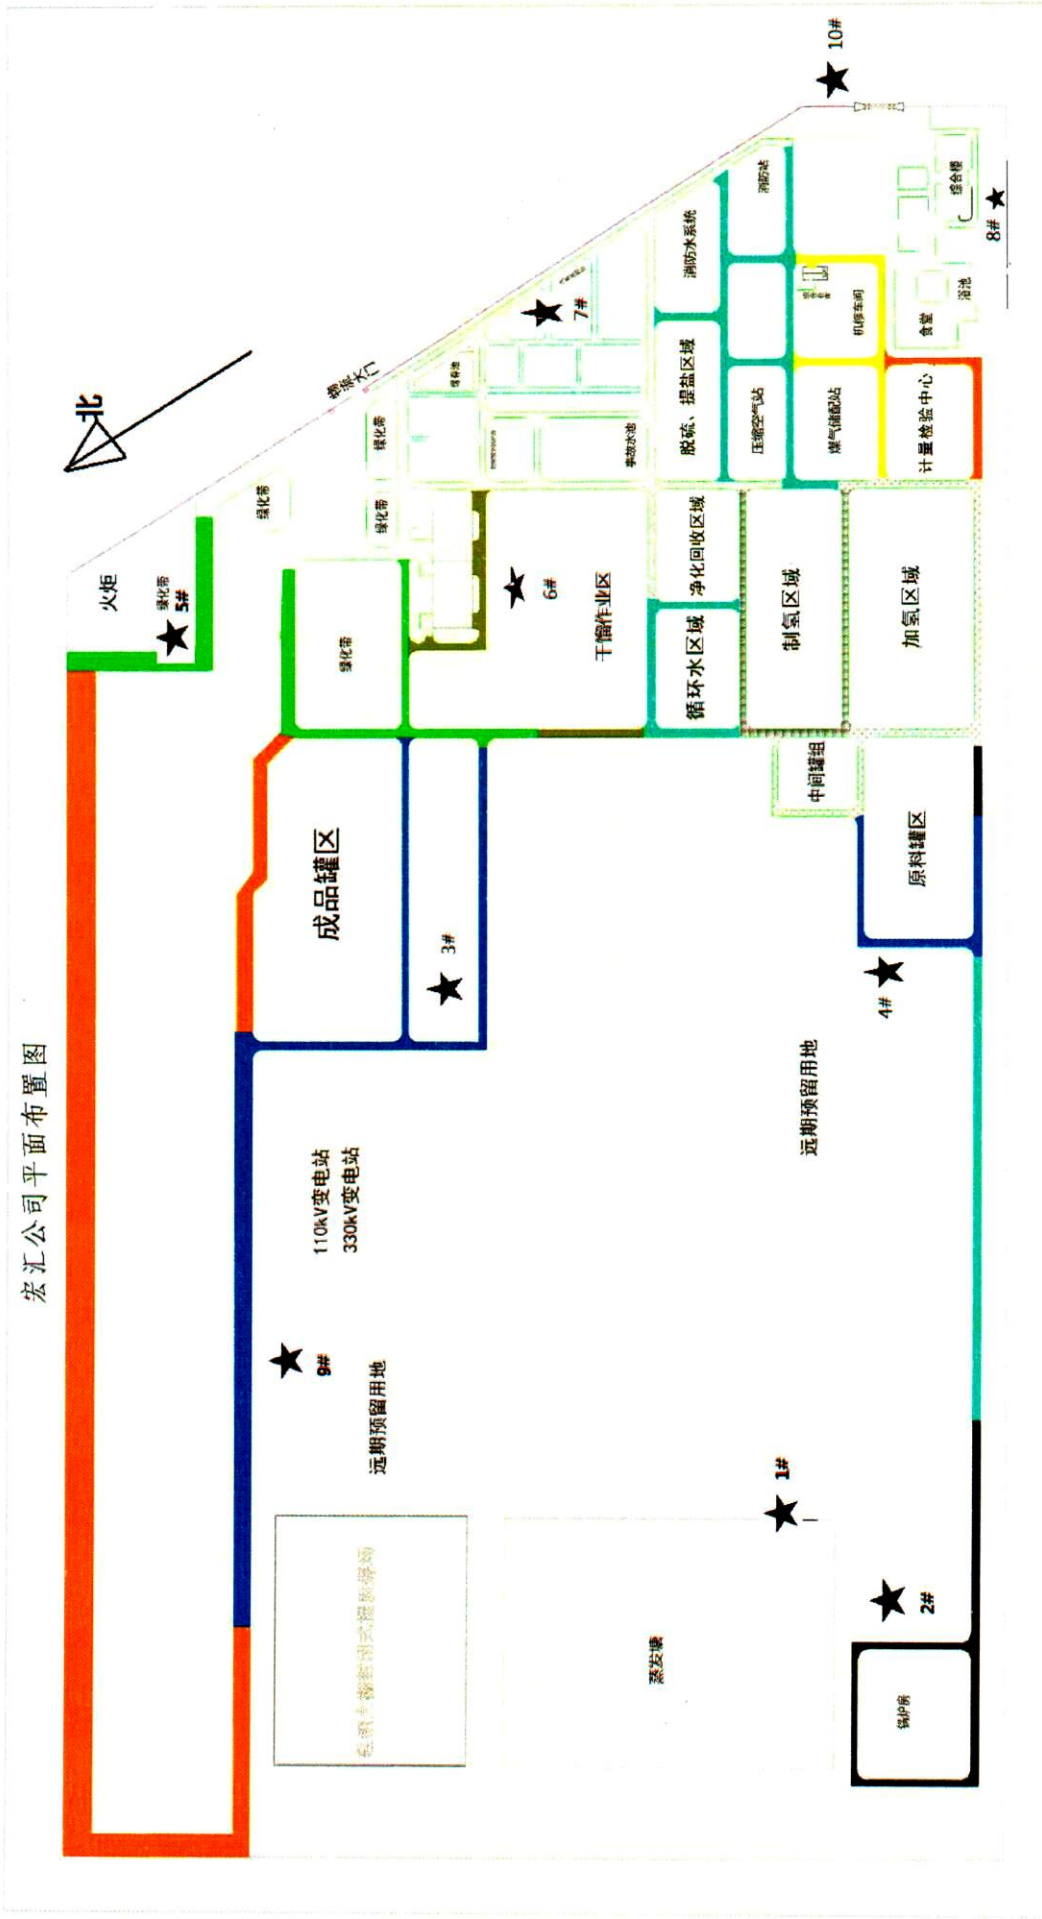 宏汇公司平面布置图
北
火炬
绿化带
5#
绿化带
物流大门
绿化带
绿化带
绿化带
成品罐区
3#
110kV变电站
330kV变电站
9#
远期预留用地
6#
干馏作业区
事故水池
7#
消防水系统
脱硫、提盐区域
净化回收区域
循环水区域
消防站
压缩空气站
制氢区域
机修车间
煤气储配站
加氢区域
中间罐组
10#
综合楼
8#
浴池
食堂
计量检验中心
原料罐区
4#
远期预留用地
1#
2#
蒸发塘
锅炉房